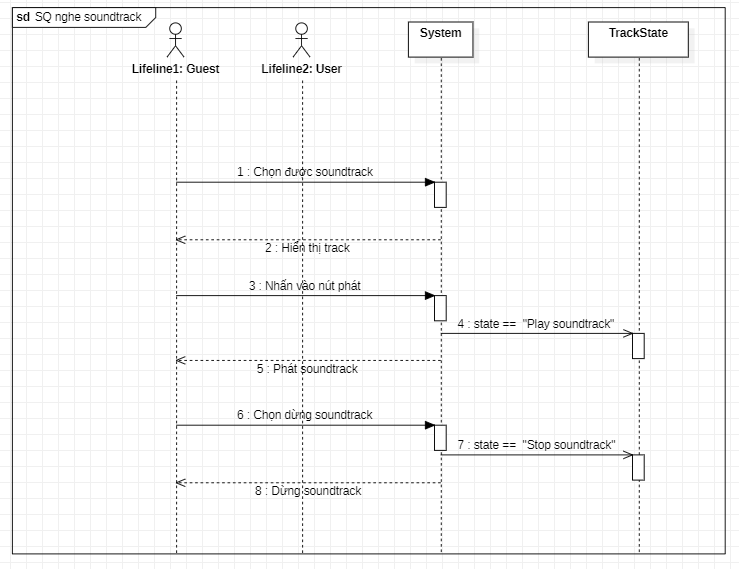 sd SQ nghe soundtrack
Lifeline1: Guest
Lifeline2: User
System
TrackState
1 : Chọn được soundtrack
2 : Hiển thị track
3 : Nhấn vào nút phát
4 : state == "Play soundtrack"
5 : Phát soundtrack
6 : Chọn dừng soundtrack
7 : state == "Stop soundtrack"
8 : Dừng soundtrack